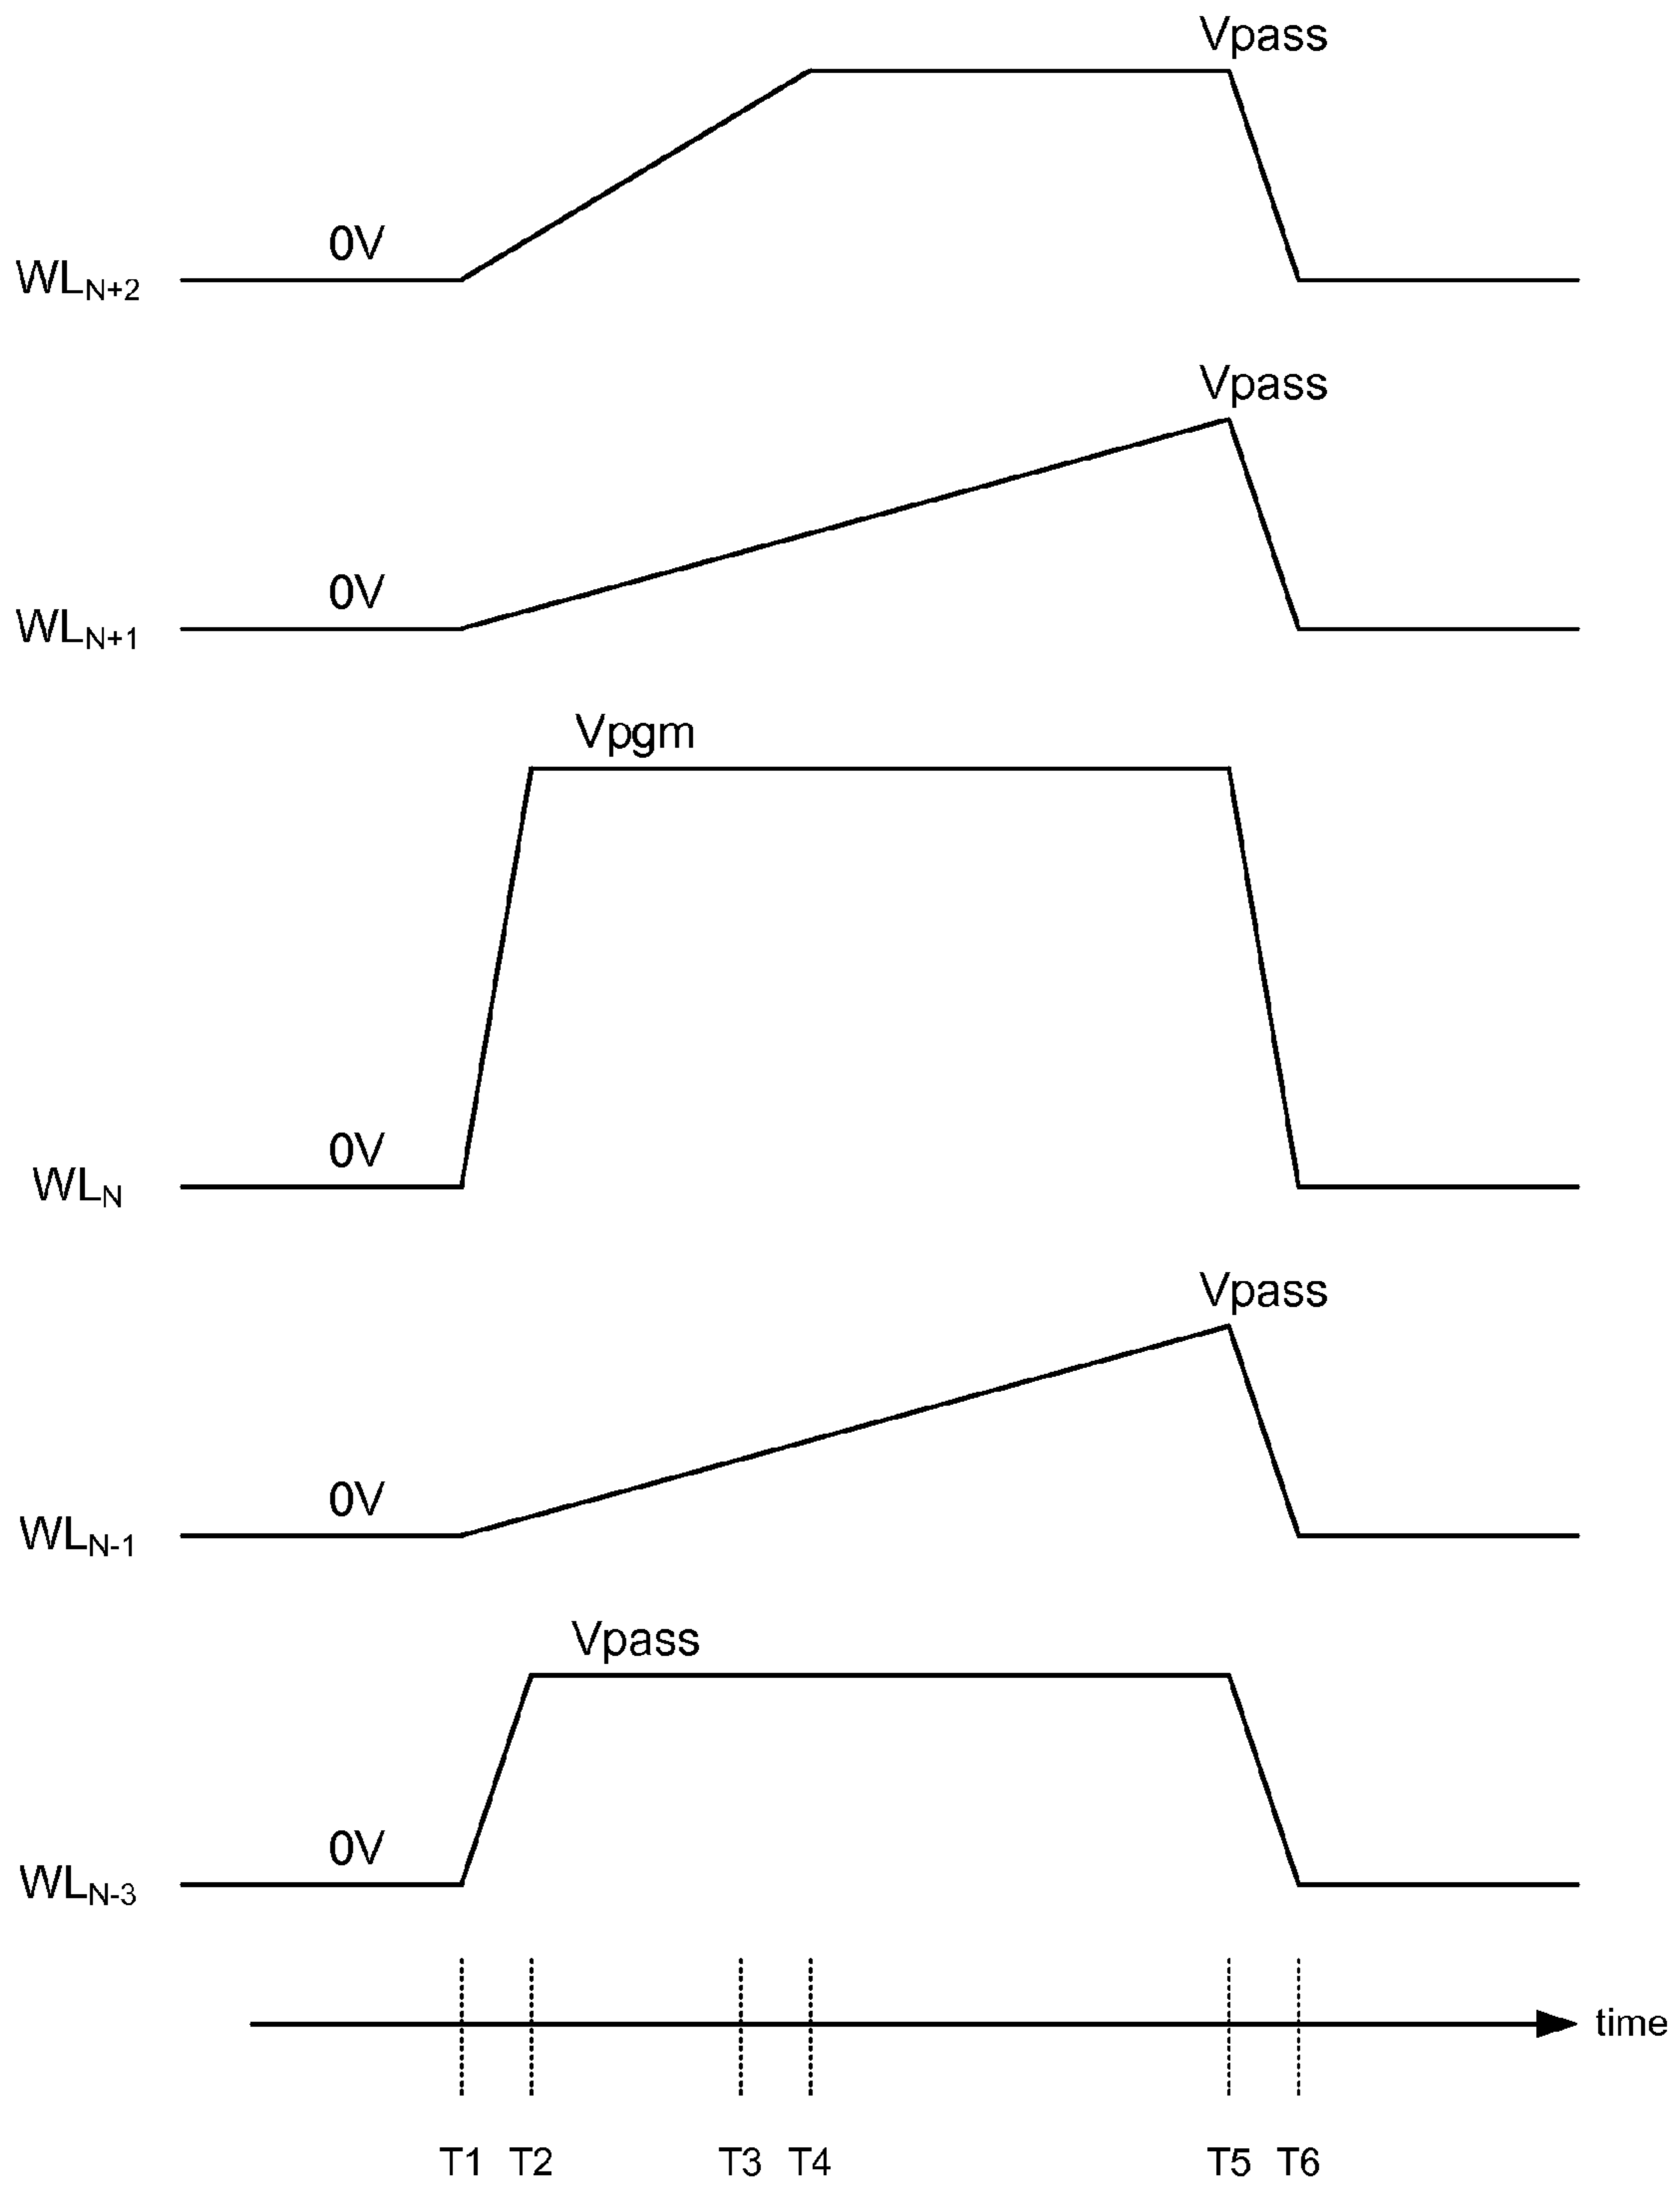 Vpass
0V
WLN+2
Vpass
0V
WLN+1
Vpgm
0V
WLN
Vpass
0V
WLN-1
Vpass
0V
WLN-3
time
T1 T2 T3 T4 T5 T6